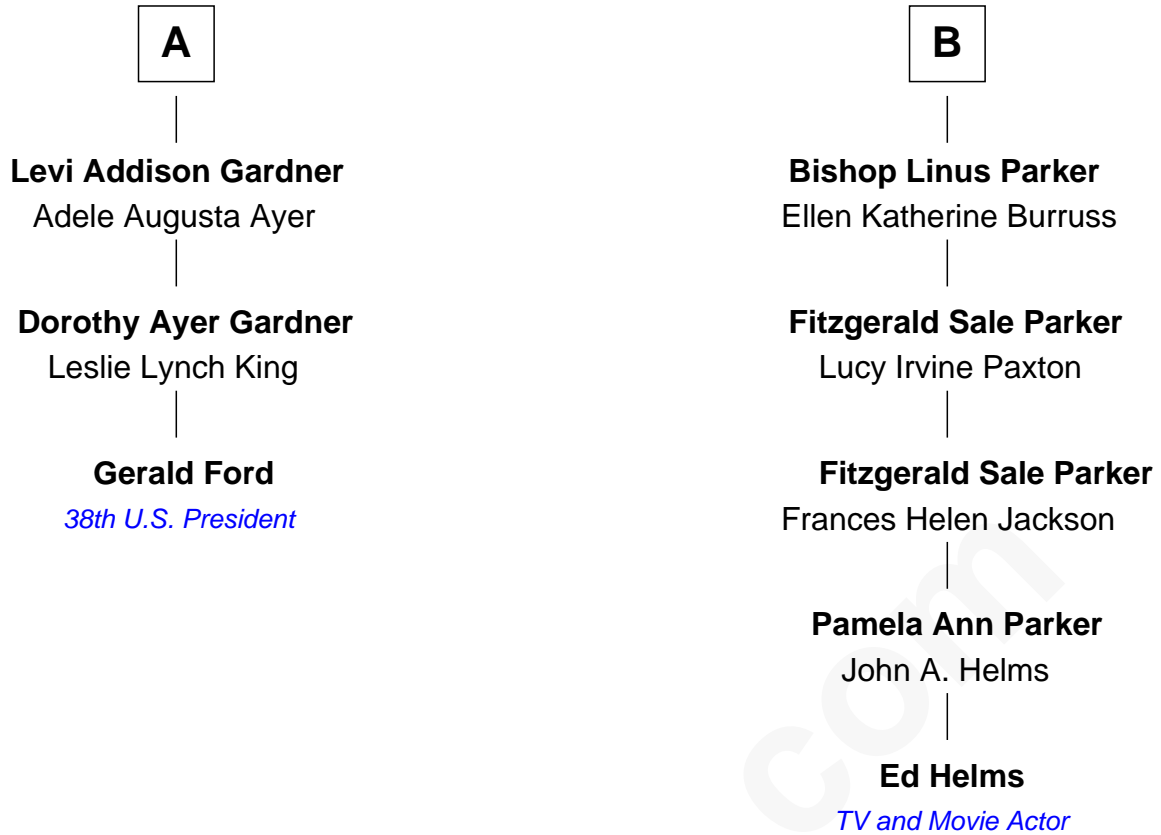 A
Levi Addison Gardner
Adele Augusta Ayer
Dorothy Ayer Gardner
Leslie Lynch King
Gerald Ford
38th U.S. President
B
Bishop Linus Parker
Ellen Katherine Burruss
Fitzgerald Sale Parker
Lucy Irvine Paxton
Fitzgerald Sale Parker
Frances Helen Jackson
Pamela Ann Parker
John A. Helms
Ed Helms
TV and Movie Actor
com